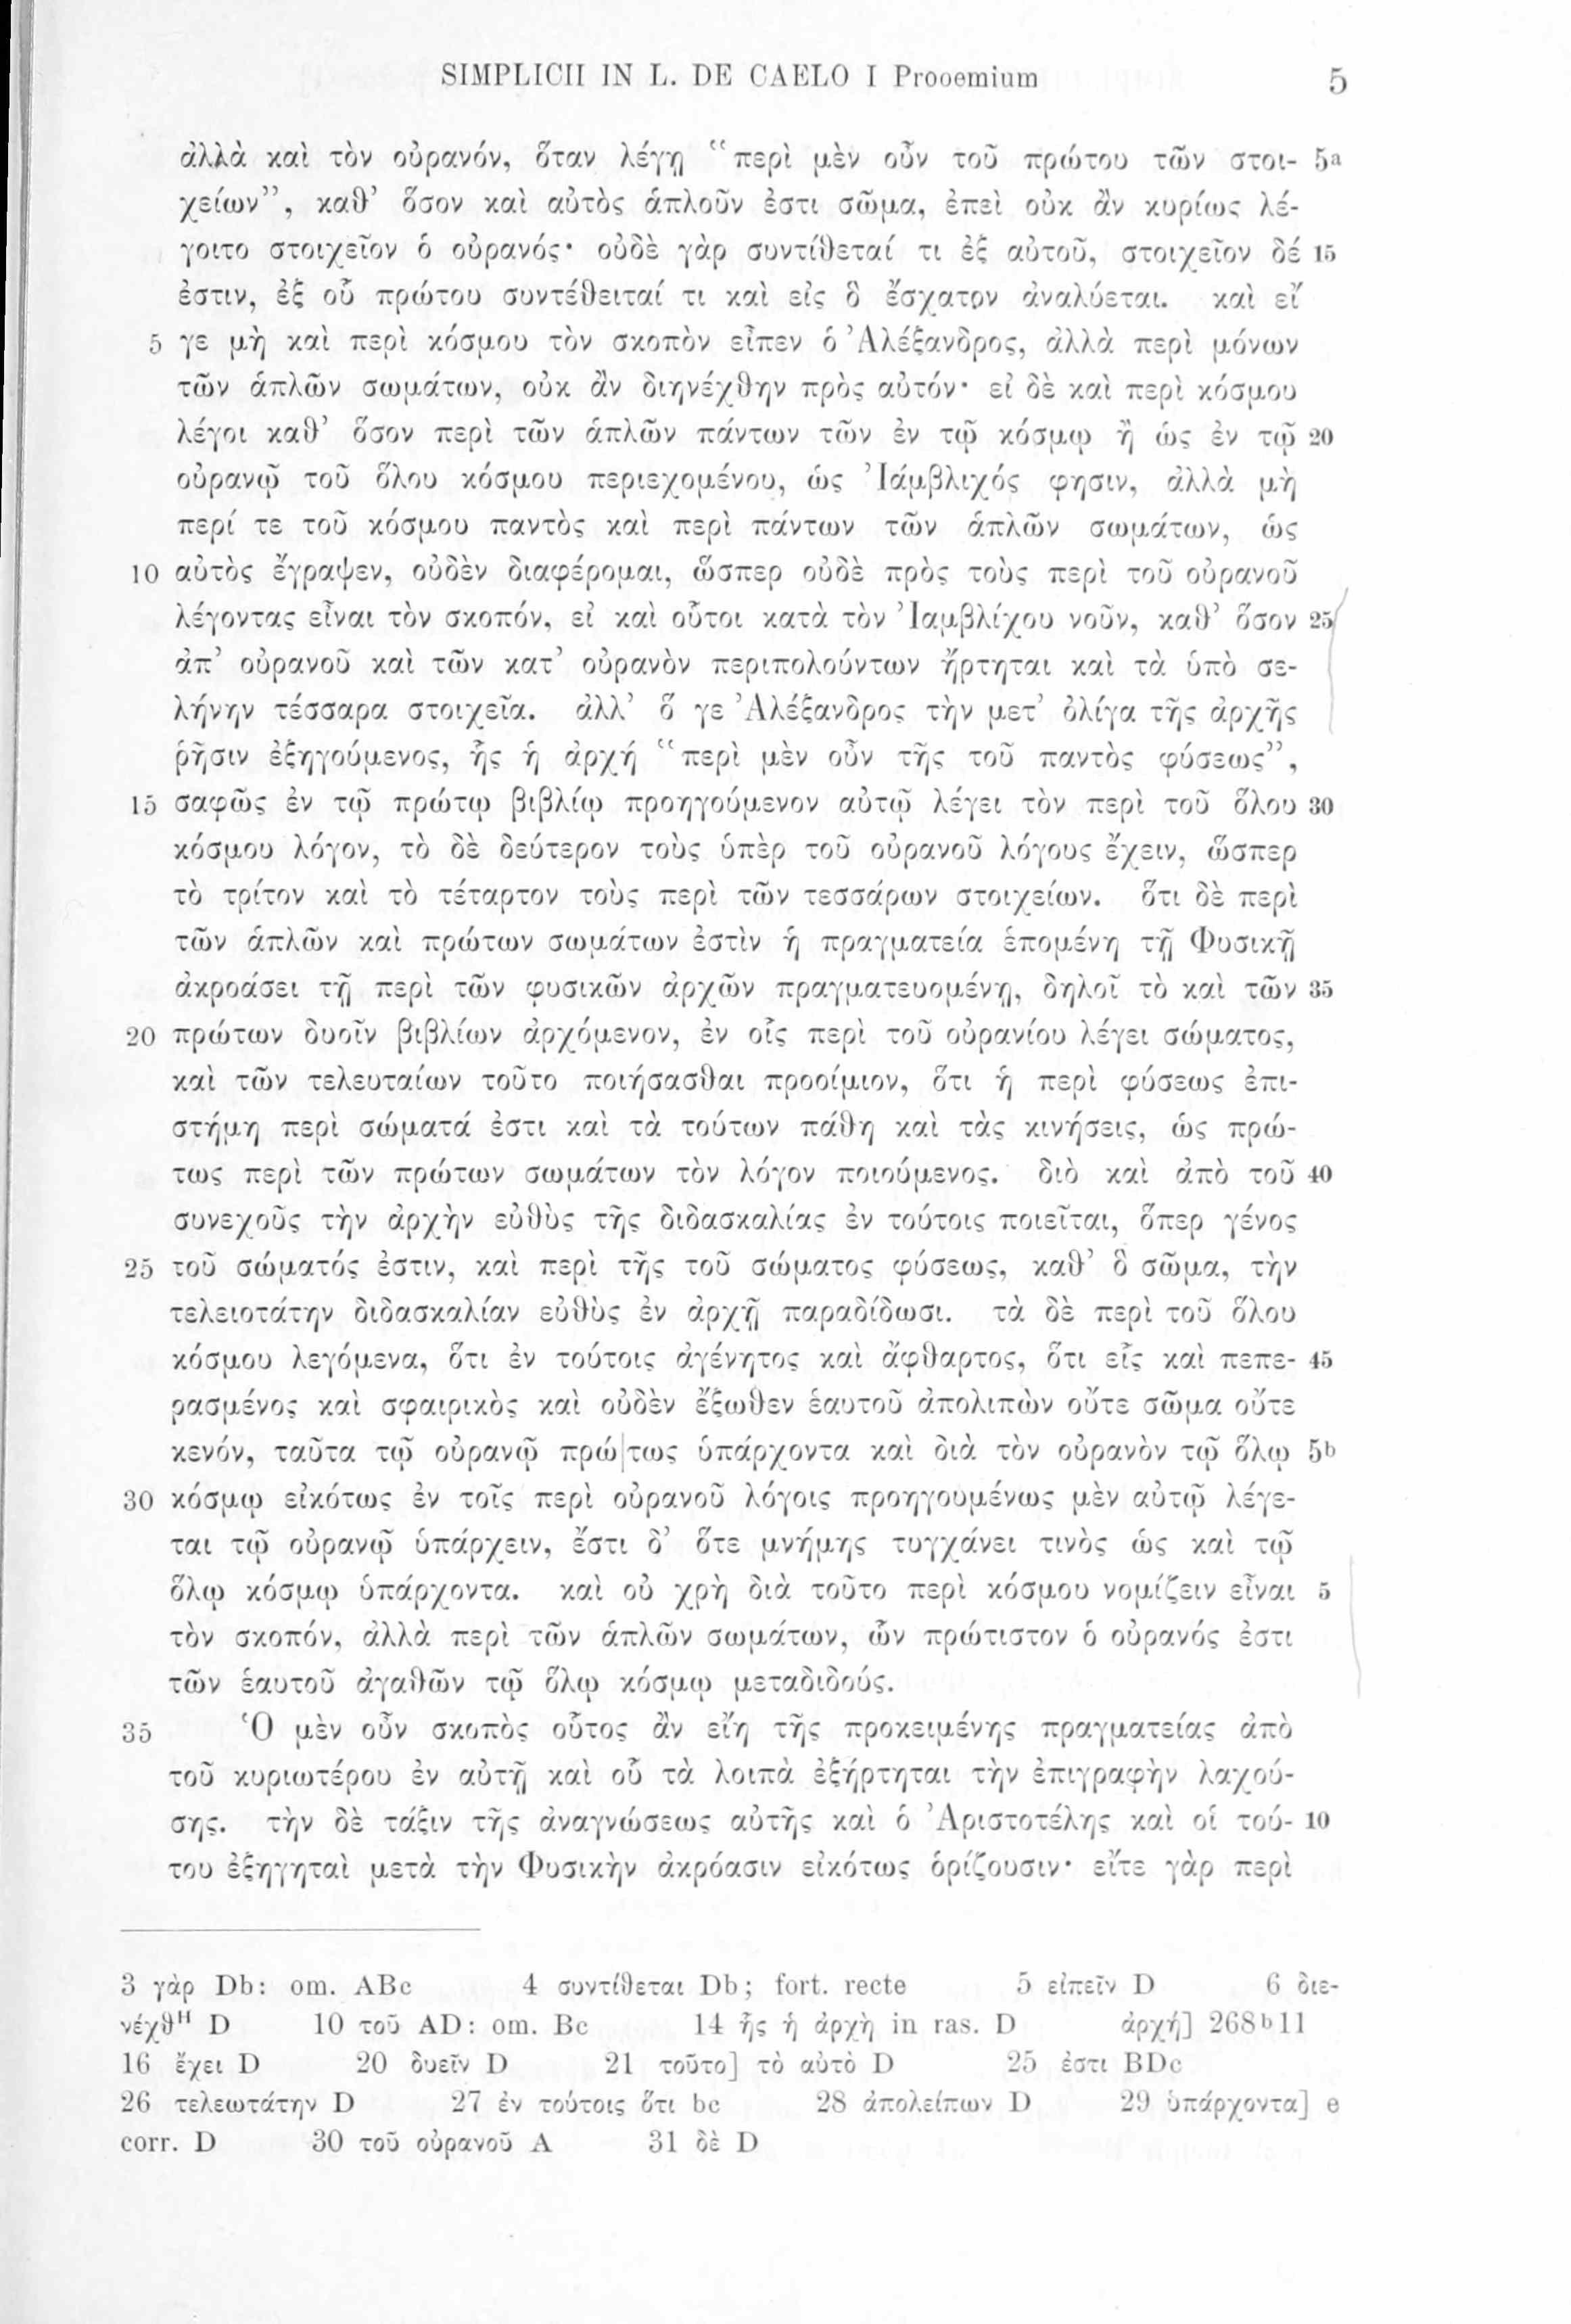 SIMPLICII IN L. DE CAELO I Prooemium 5
ἀλλὰ καὶ τὸν οὐρανόν, ὅταν λέγῃ “περὶ μὲν οὖν τοῦ πρώτου τῶν στοι- 5a
χείων”, καθ’ ὅσον καὶ αὐτὸς ἁπλοῦν ἐστι σῶμα, ἐπεὶ οὐκ ἂν κυρίως λέ-
γοιτο στοιχεῖον ὁ οὐρανός· οὐδὲ γὰρ συντίθεταί τι ἐξ αὐτοῦ, στοιχεῖον δέ 15
ἐστιν, ἐξ οὗ πρώτου συντέθειταί τι καὶ εἰς ὃ ἔσχατον ἀναλύεται. καὶ εἴ
5 γε μὴ καὶ περὶ κόσμου τὸν σκοπὸν εἶπεν ὁ Ἀλέξανδρος, ἀλλὰ περὶ μόνων
τῶν ἁπλῶν σωμάτων, οὐκ ἂν διηνέχθην πρὸς αὐτόν· εἰ δὲ καὶ περὶ κόσμου
λέγοι καθ’ ὅσον περὶ τῶν ἁπλῶν πάντων τῶν ἐν τῷ κόσμῳ ἢ ὡς ἐν τῷ 20
οὐρανῷ τοῦ ὅλου κόσμου περιεχομένου, ὡς Ἰάμβλιχός φησιν, ἀλλὰ μὴ
περί τε τοῦ κόσμου παντὸς καὶ περὶ πάντων τῶν ἁπλῶν σωμάτων, ὡς
10 αὐτὸς ἔγραψεν, οὐδὲν διαφέρομαι, ὥσπερ οὐδὲ πρὸς τοὺς περὶ τοῦ οὐρανοῦ
λέγοντας εἶναι τὸν σκοπόν, εἰ καὶ οὗτοι κατὰ τὸν Ἰαμβλίχου νοῦν, καθ’ ὅσον 25
ἀπ’ οὐρανοῦ καὶ τῶν κατ’ οὐρανὸν περιπολούντων ἤρτηται καὶ τὰ ὑπὸ σε-
λήνην τέσσαρα στοιχεῖα. ἀλλ’ ὅ γε Ἀλέξανδρος τὴν μετ’ ὀλίγα τῆς ἀρχῆς
ῥῆσιν ἐξηγούμενος, ἧς ἡ ἀρχή “περὶ μὲν οὖν τῆς τοῦ παντὸς φύσεως”,
15 σαφῶς ἐν τῷ πρώτῳ βιβλίῳ προηγούμενον αὐτῷ λέγει τὸν περὶ τοῦ ὅλου 30
κόσμου λόγον, τὸ δὲ δεύτερον τοὺς ὑπὲρ τοῦ οὐρανοῦ λόγους ἔχειν, ὥσπερ
τὸ τρίτον καὶ τὸ τέταρτον τοὺς περὶ τῶν τεσσάρων στοιχείων. ὅτι δὲ περὶ
τῶν ἁπλῶν καὶ πρώτων σωμάτων ἐστὶν ἡ πραγματεία ἑπομένη τῇ Φυσικῇ
ἀκροάσει τῇ περὶ τῶν φυσικῶν ἀρχῶν πραγματευομένῃ, δηλοῖ τὸ καὶ τῶν 35
20 πρώτων δυοῖν βιβλίων ἀρχόμενον, ἐν οἷς περὶ τοῦ οὐρανίου λέγει σώματος,
καὶ τῶν τελευταίων τοῦτο ποιήσασθαι προοίμιον, ὅτι ἡ περὶ φύσεως ἐπι-
στήμη περὶ σώματά ἐστι καὶ τὰ τούτων πάθη καὶ τὰς κινήσεις, ὡς πρώ-
τως περὶ τῶν πρώτων σωμάτων τὸν λόγον ποιούμενος. διὸ καὶ ἀπὸ τοῦ 40
συνεχοῦς τὴν ἀρχὴν εὐθὺς τῆς διδασκαλίας ἐν τούτοις ποιεῖται, ὅπερ γένος
25 τοῦ σώματός ἐστιν, καὶ περὶ τῆς τοῦ σώματος φύσεως, καθ’ ὃ σῶμα, τὴν
τελειοτάτην διδασκαλίαν εὐθὺς ἐν ἀρχῇ παραδίδωσι. τὰ δὲ περὶ τοῦ ὅλου
κόσμου λεγόμενα, ὅτι ἐν τούτοις ἀγένητος καὶ ἄφθαρτος, ὅτι εἷς καὶ πεπε- 45
ρασμένος καὶ σφαιρικὸς καὶ οὐδὲν ἔξωθεν ἑαυτοῦ ἀπολιπὼν οὔτε σῶμα οὔτε
κενόν, ταῦτα τῷ οὐρανῷ πρώ|τως ὑπάρχοντα καὶ διὰ τὸν οὐρανὸν τῷ ὅλῳ 5b
30 κόσμῳ εἰκότως ἐν τοῖς περὶ οὐρανοῦ λόγοις προηγουμένως μὲν αὐτῷ λέγε-
ται τῷ οὐρανῷ ὑπάρχειν, ἔστι δ’ ὅτε μνήμης τυγχάνει τινὸς ὡς καὶ τῷ
ὅλῳ κόσμῳ ὑπάρχοντα. καὶ οὐ χρὴ διὰ τοῦτο περὶ κόσμου νομίζειν εἶναι 5
τὸν σκοπόν, ἀλλὰ περὶ τῶν ἁπλῶν σωμάτων, ὧν πρώτιστον ὁ οὐρανός ἐστι
τῶν ἑαυτοῦ ἀγαθῶν τῷ ὅλῳ κόσμῳ μεταδιδούς.
35 Ὁ μὲν οὖν σκοπὸς οὗτος ἂν εἴη τῆς προκειμένης πραγματείας ἀπὸ
τοῦ κυριωτέρου ἐν αὐτῇ καὶ οὗ τὰ λοιπὰ ἐξήρτηται τὴν ἐπιγραφὴν λαχού-
σης. τὴν δὲ τάξιν τῆς ἀναγνώσεως αὐτῆς καὶ ὁ Ἀριστοτέλης καὶ οἱ τού- 10
του ἐξηγηταὶ μετὰ τὴν Φυσικὴν ἀκρόασιν εἰκότως ὁρίζουσιν· εἴτε γὰρ περὶ
3 γὰρ Db: om. ABc 4 συντίθεται Db; fort. recte 5 εἰπεῖν D 6 διε-
νέχθᴴ D 10 τοῦ AD: om. Bc 14 ἧς ἡ ἀρχὴ in ras. D ἀρχή] 268b11
16 ἔχει D 20 δυεῖν D 21 τοῦτο] τὸ αὐτὸ D 25 ἐστι BDc
26 τελεωτάτην D 27 ἐν τούτοις ὅτι bc 28 ἀπολείπων D 29 ὑπάρχοντα] e
corr. D 30 τοῦ οὐρανοῦ A 31 δὲ D